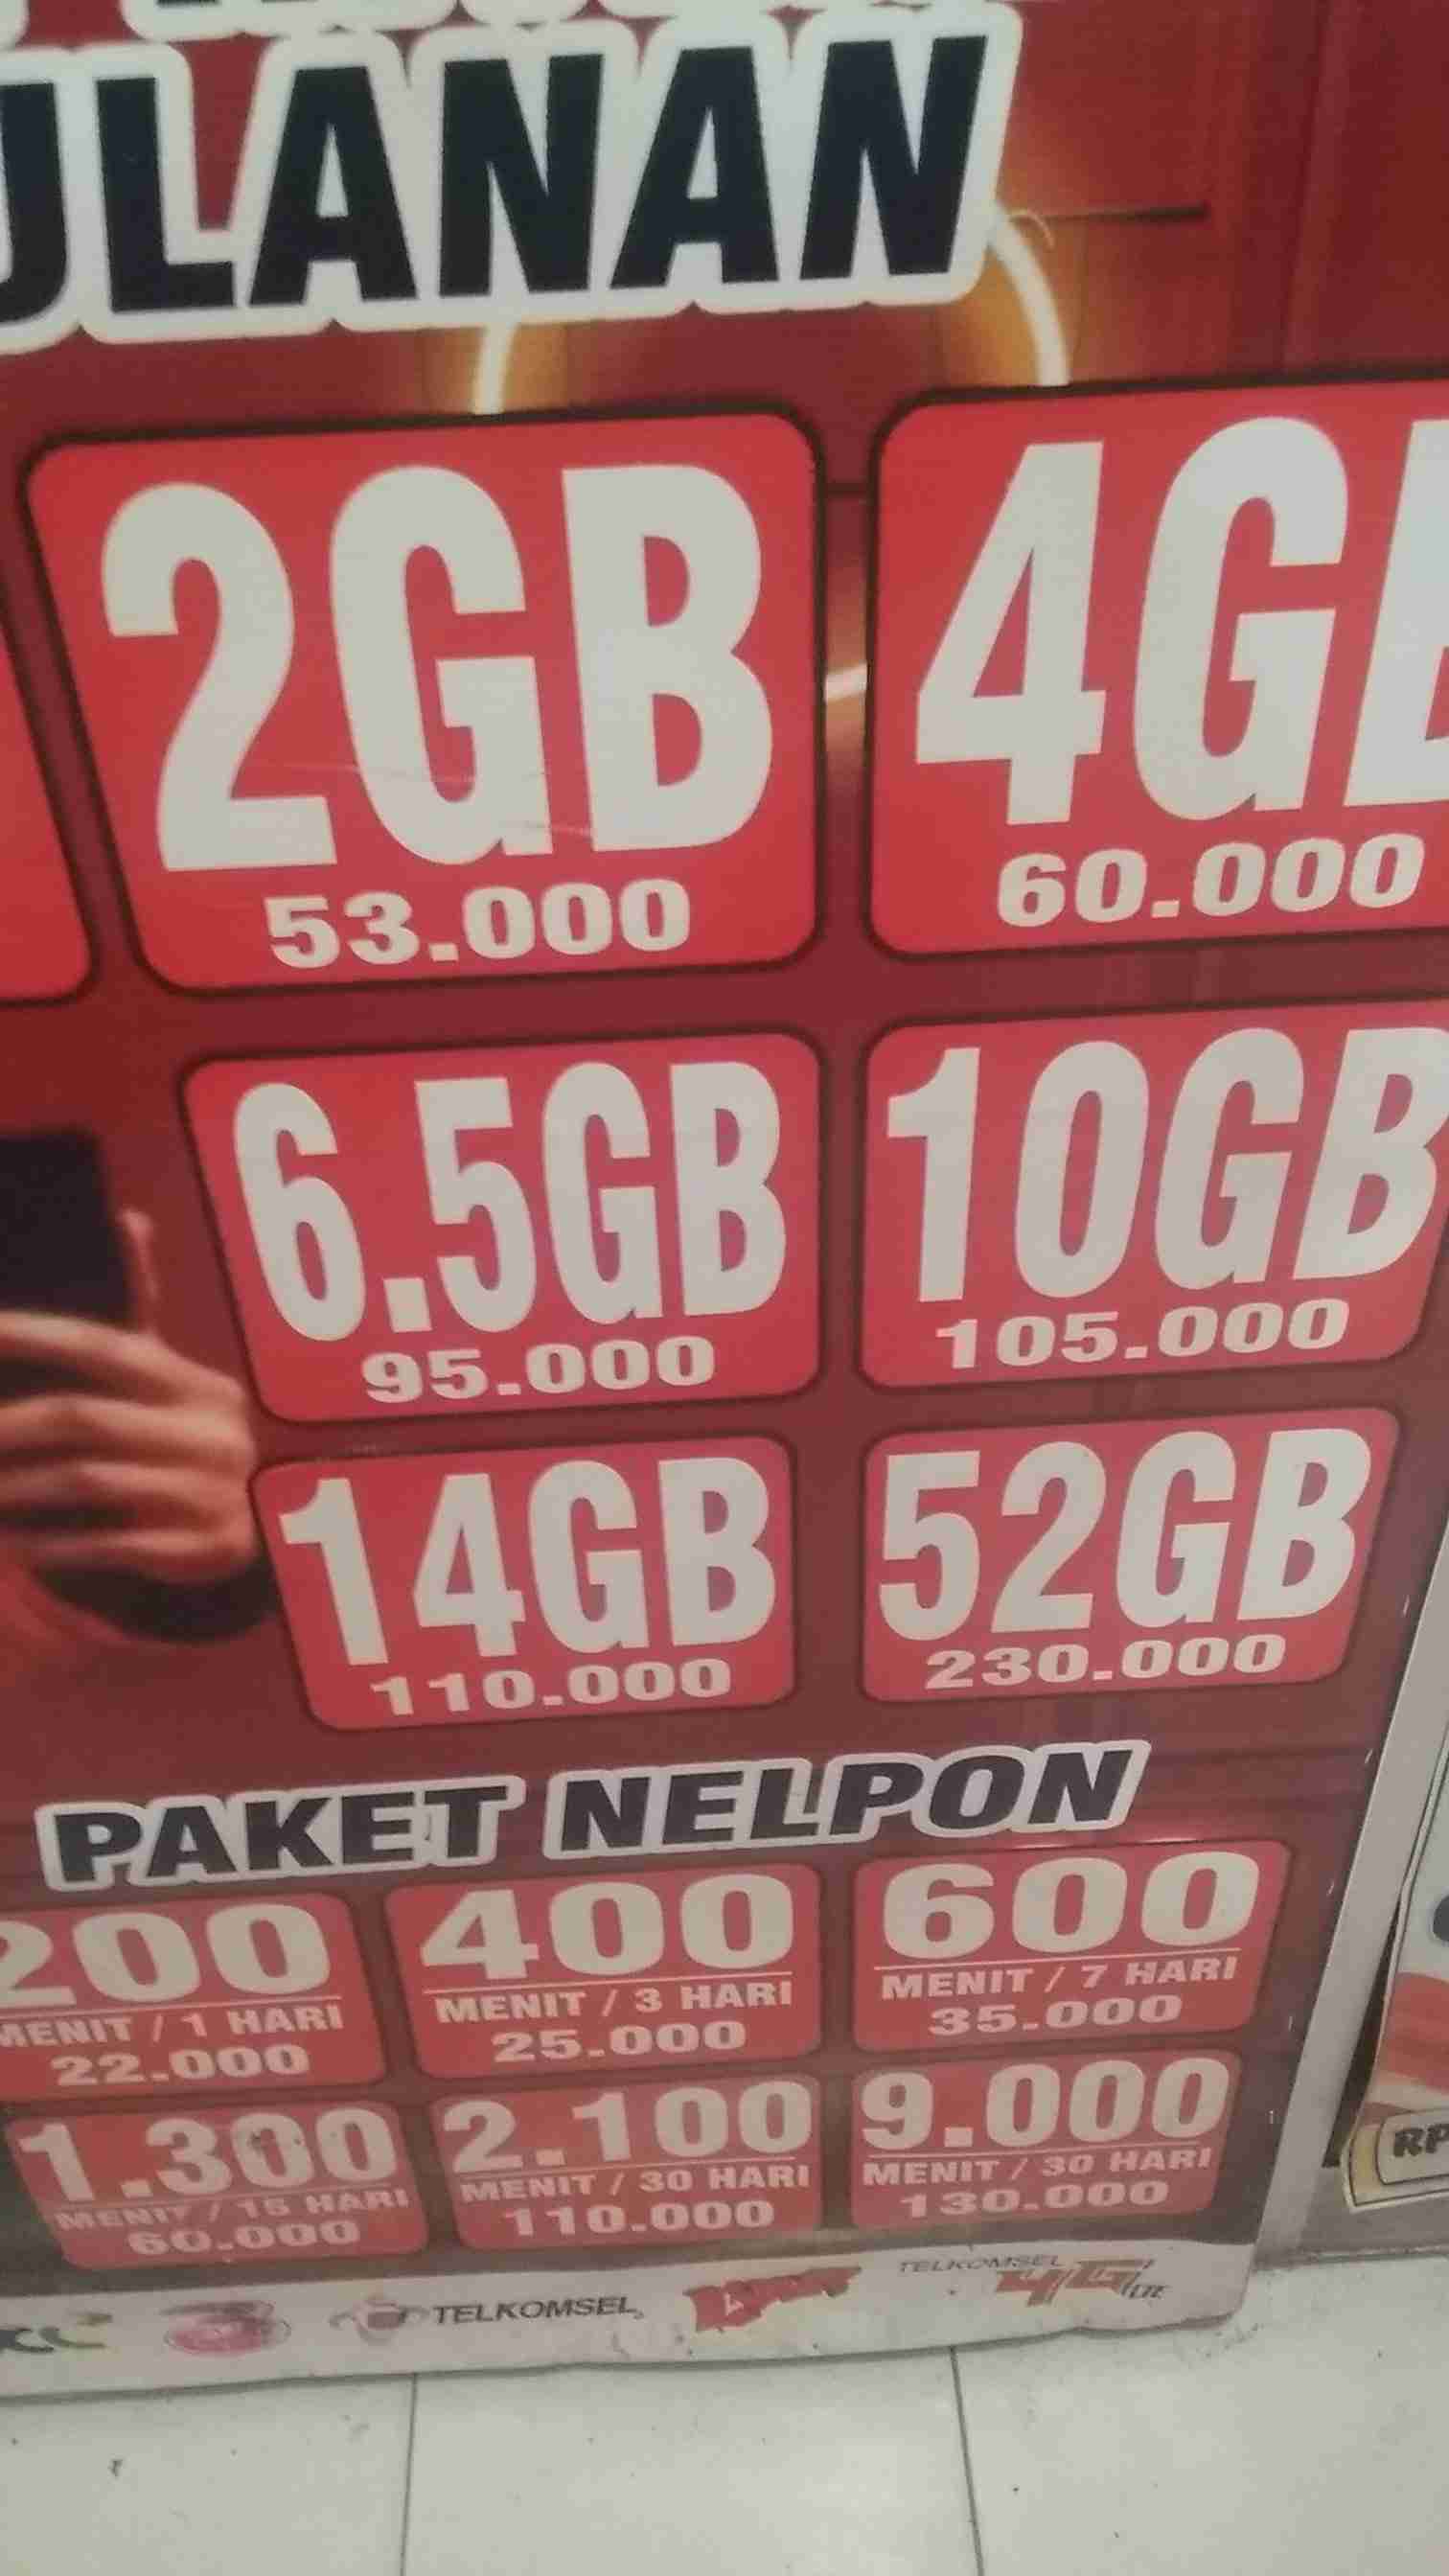 ULANAN
2GB
53.000
4GB
60.000
6.5GB
95.000
10GB
105.000
14GB
110.000
52GB
230.000
PAKET NELPON
200
MENIT / 1 HARI
22.000
400
MENIT / 3 HARI
25.000
600
MENIT / 7 HARI
35.000
1.300
MENIT / 15 HARI
60.000
2.100
MENIT / 30 HARI
110.000
9.000
MENIT / 30 HARI
130.000
TELKOMSEL
TELKOMSEL
4G LTE
RP